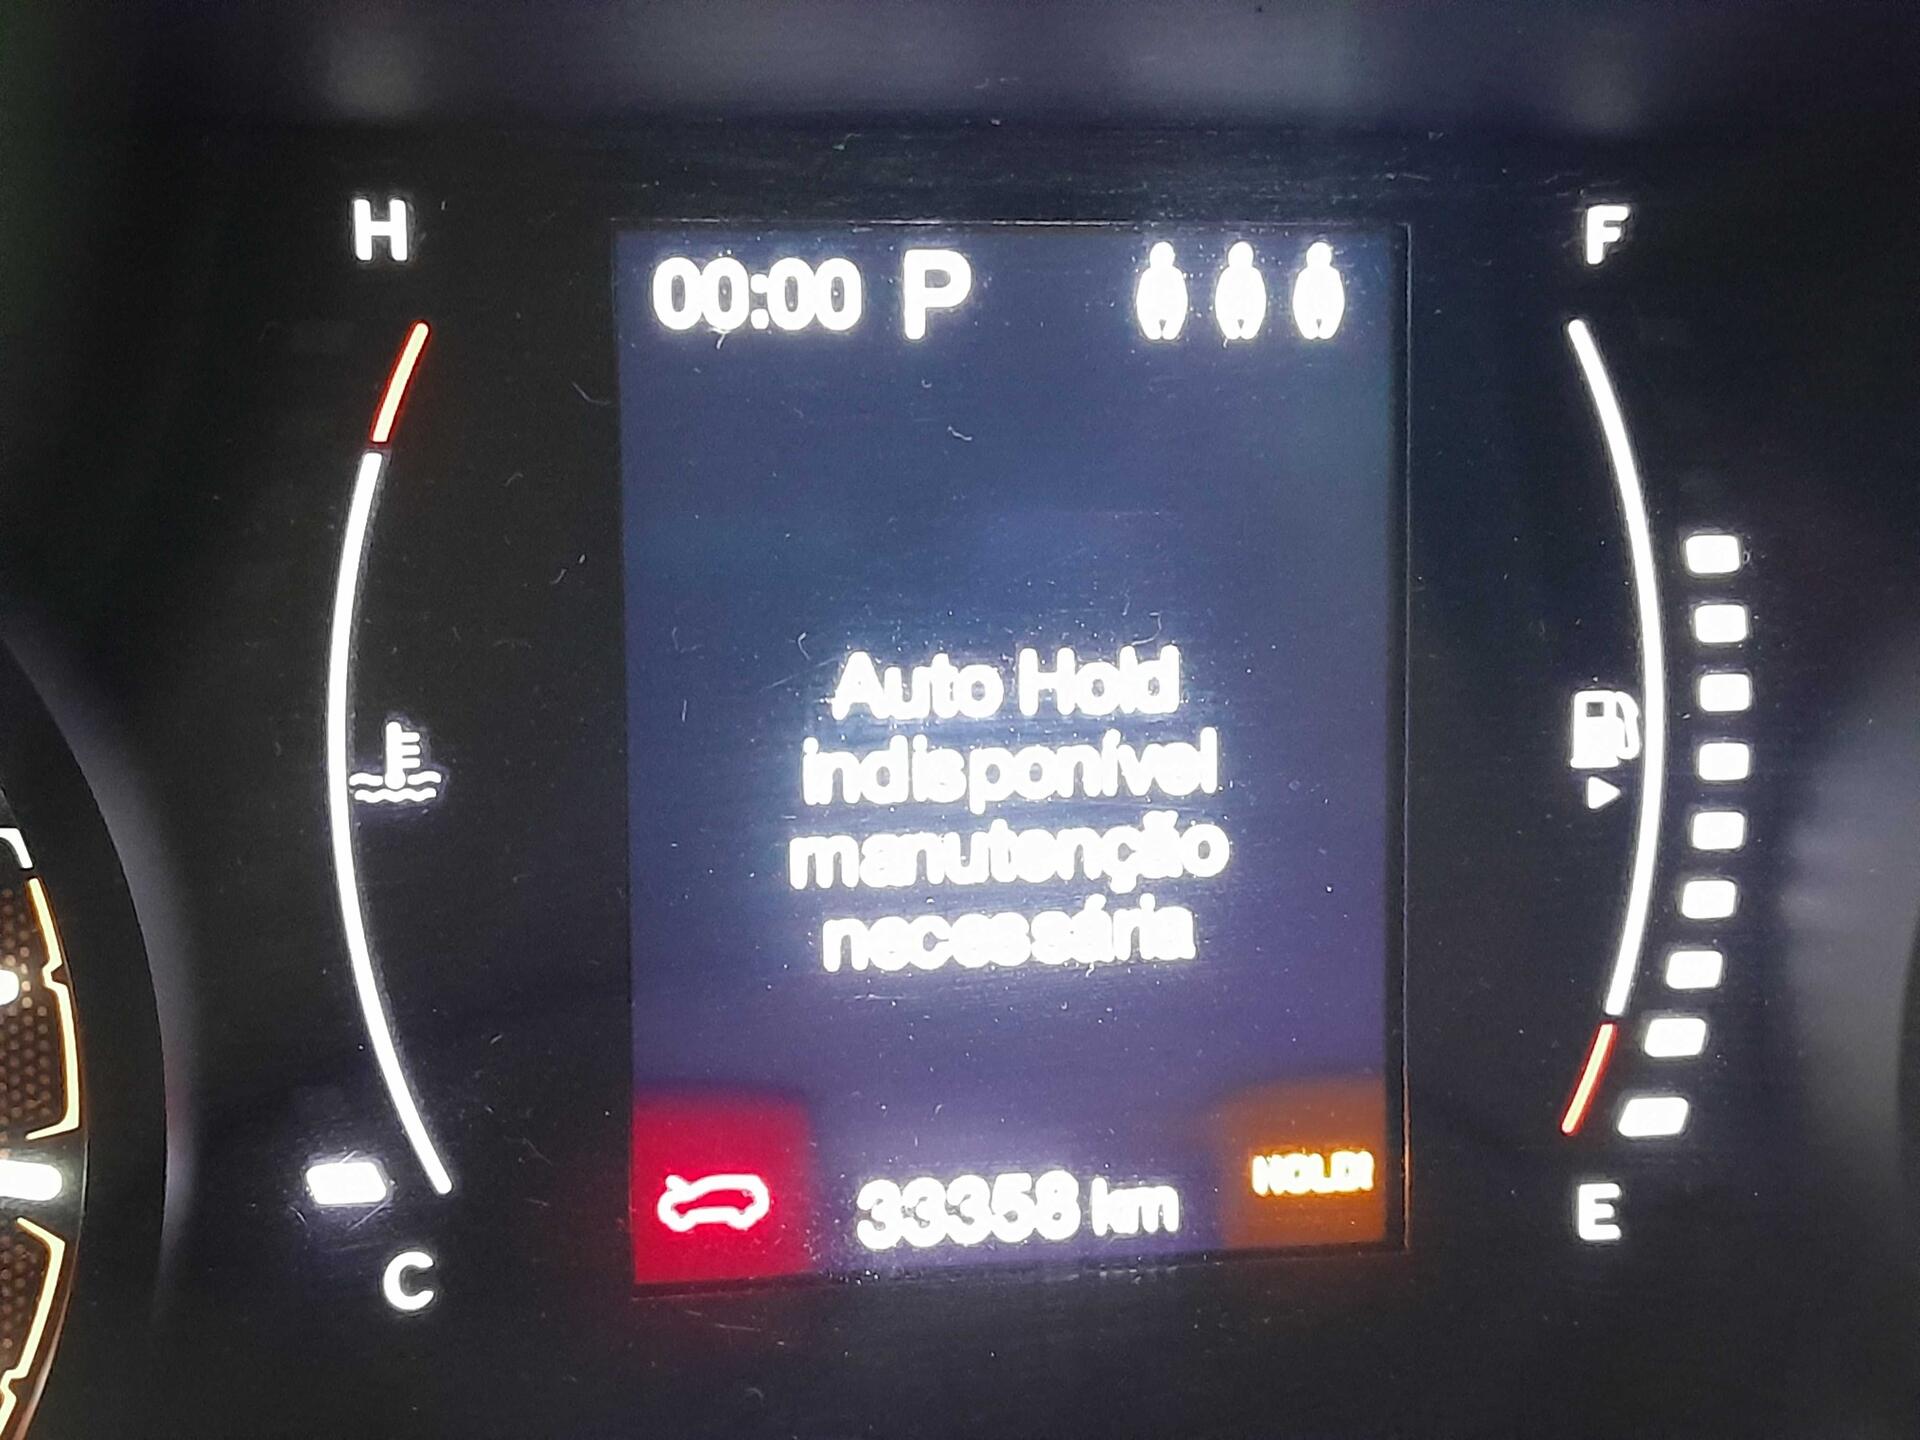 H
F
00:00 P
Auto Hold
indisponível
manutenção
necessária
HOLD!
33358 km
E
C